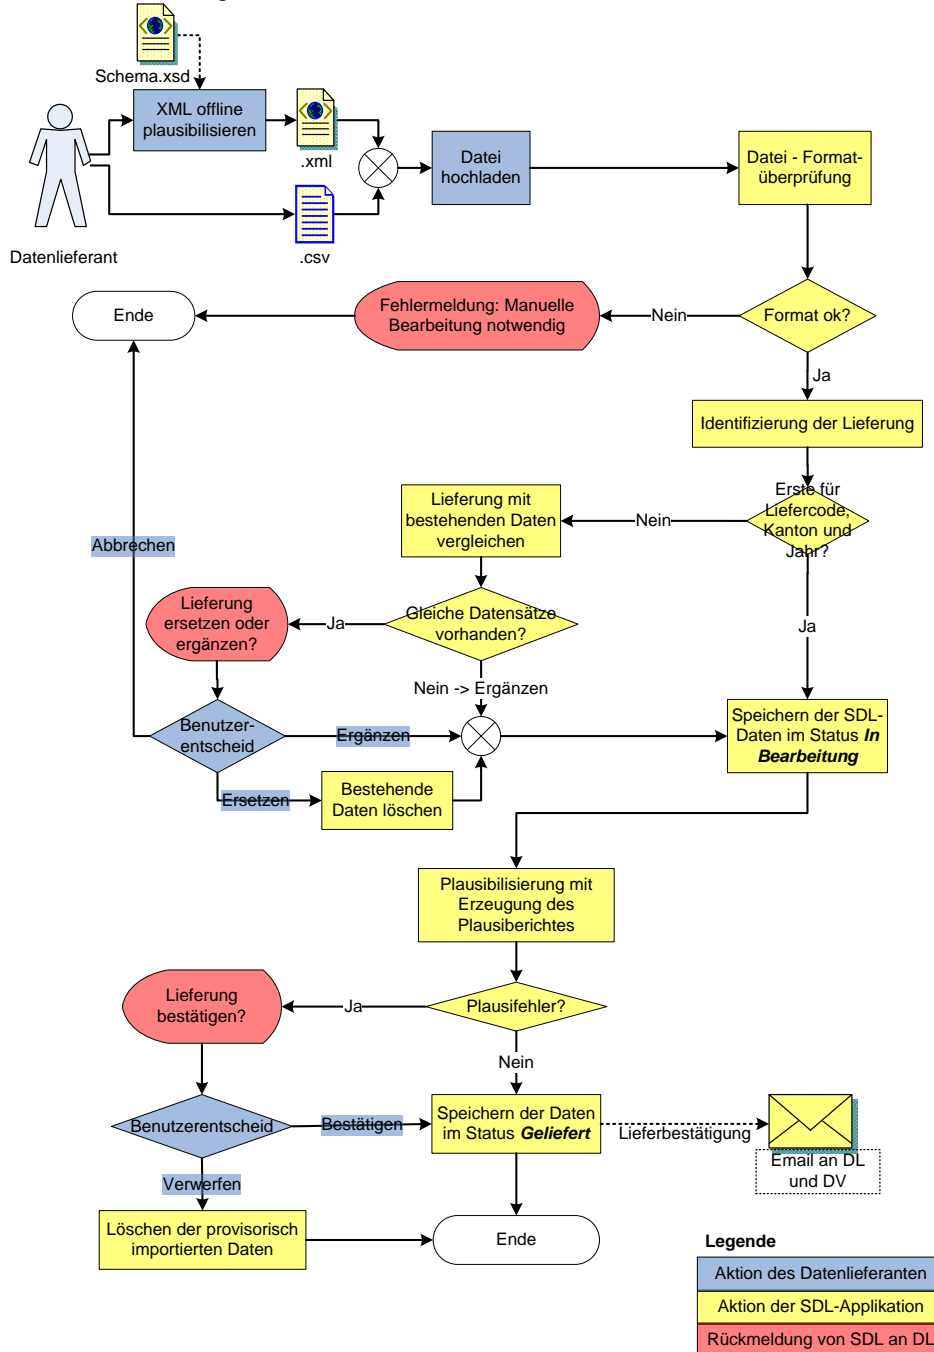 Schema.xsd
XML offline
plausibilisieren
.xml
Datei
hochladen
Datei - Format-
überprüfung
Datenlieferant
.csv
Ende
Fehlermeldung: Manuelle
Bearbeitung notwendig
Nein
Format ok?
Ja
Identifizierung der Lieferung
Erste für
Liefercode,
Kanton und
Jahr?
Nein
Lieferung mit
bestehenden Daten
vergleichen
Abbrechen
Lieferung
ersetzen oder
ergänzen?
Ja
Gleiche Datensätze
vorhanden?
Ja
Nein -> Ergänzen
Benutzer-
entscheid
Ergänzen
Speichern der SDL-
Daten im Status In
Bearbeitung
Ersetzen
Bestehende
Daten löschen
Plausibilisierung mit
Erzeugung des
Plausiberichtes
Lieferung
bestätigen?
Ja
Plausifehler?
Nein
Benutzerentscheid
Bestätigen
Speichern der Daten
im Status Geliefert
Lieferbestätigung
Email an DL
und DV
Verwerfen
Löschen der provisorisch
importierten Daten
Ende
Legende
Aktion des Datenlieferanten
Aktion der SDL-Applikation
Rückmeldung von SDL an DL